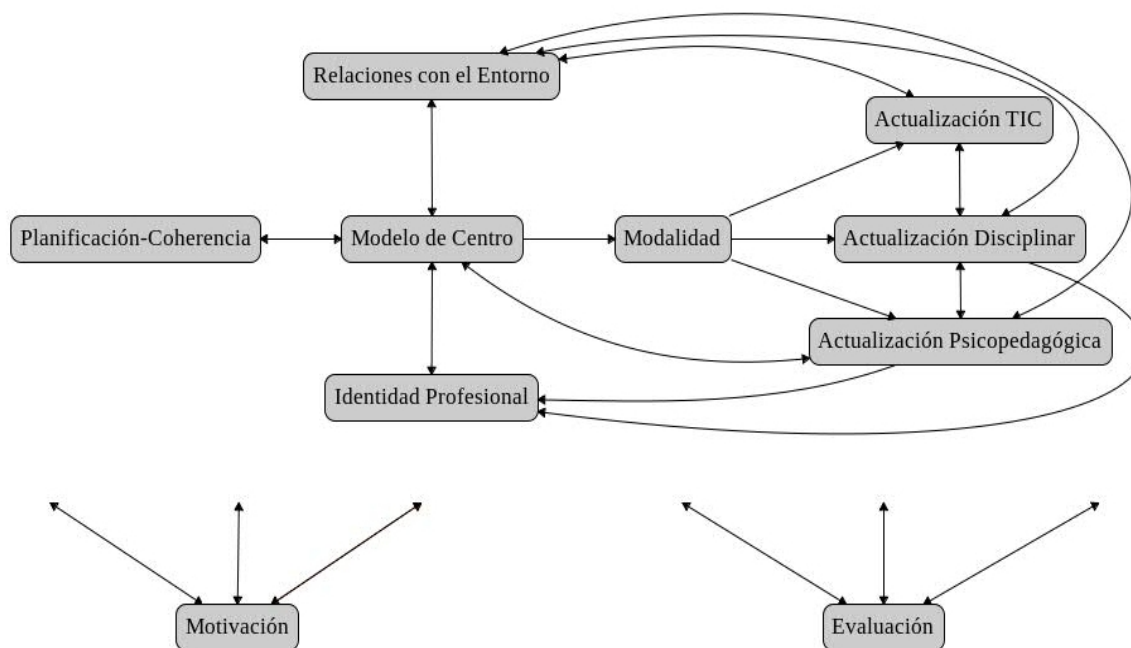 Relaciones con el Entorno
Actualización TIC
Planificación-Coherencia
Modelo de Centro
Modalidad
Actualización Disciplinar
Actualización Psicopedagógica
Identidad Profesional
Motivación
Evaluación